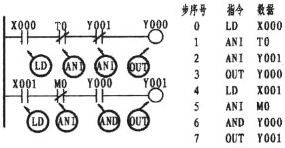 X000 T0 Y001 Y000
LD ANI ANI OUT
X001 M0 Y000 Y001
LD ANI AND OUT
步序号 指令 数据
0 LD X000
1 ANI T0
2 ANI Y001
3 OUT Y000
4 LD X001
5 ANI M0
6 AND Y000
7 OUT Y001